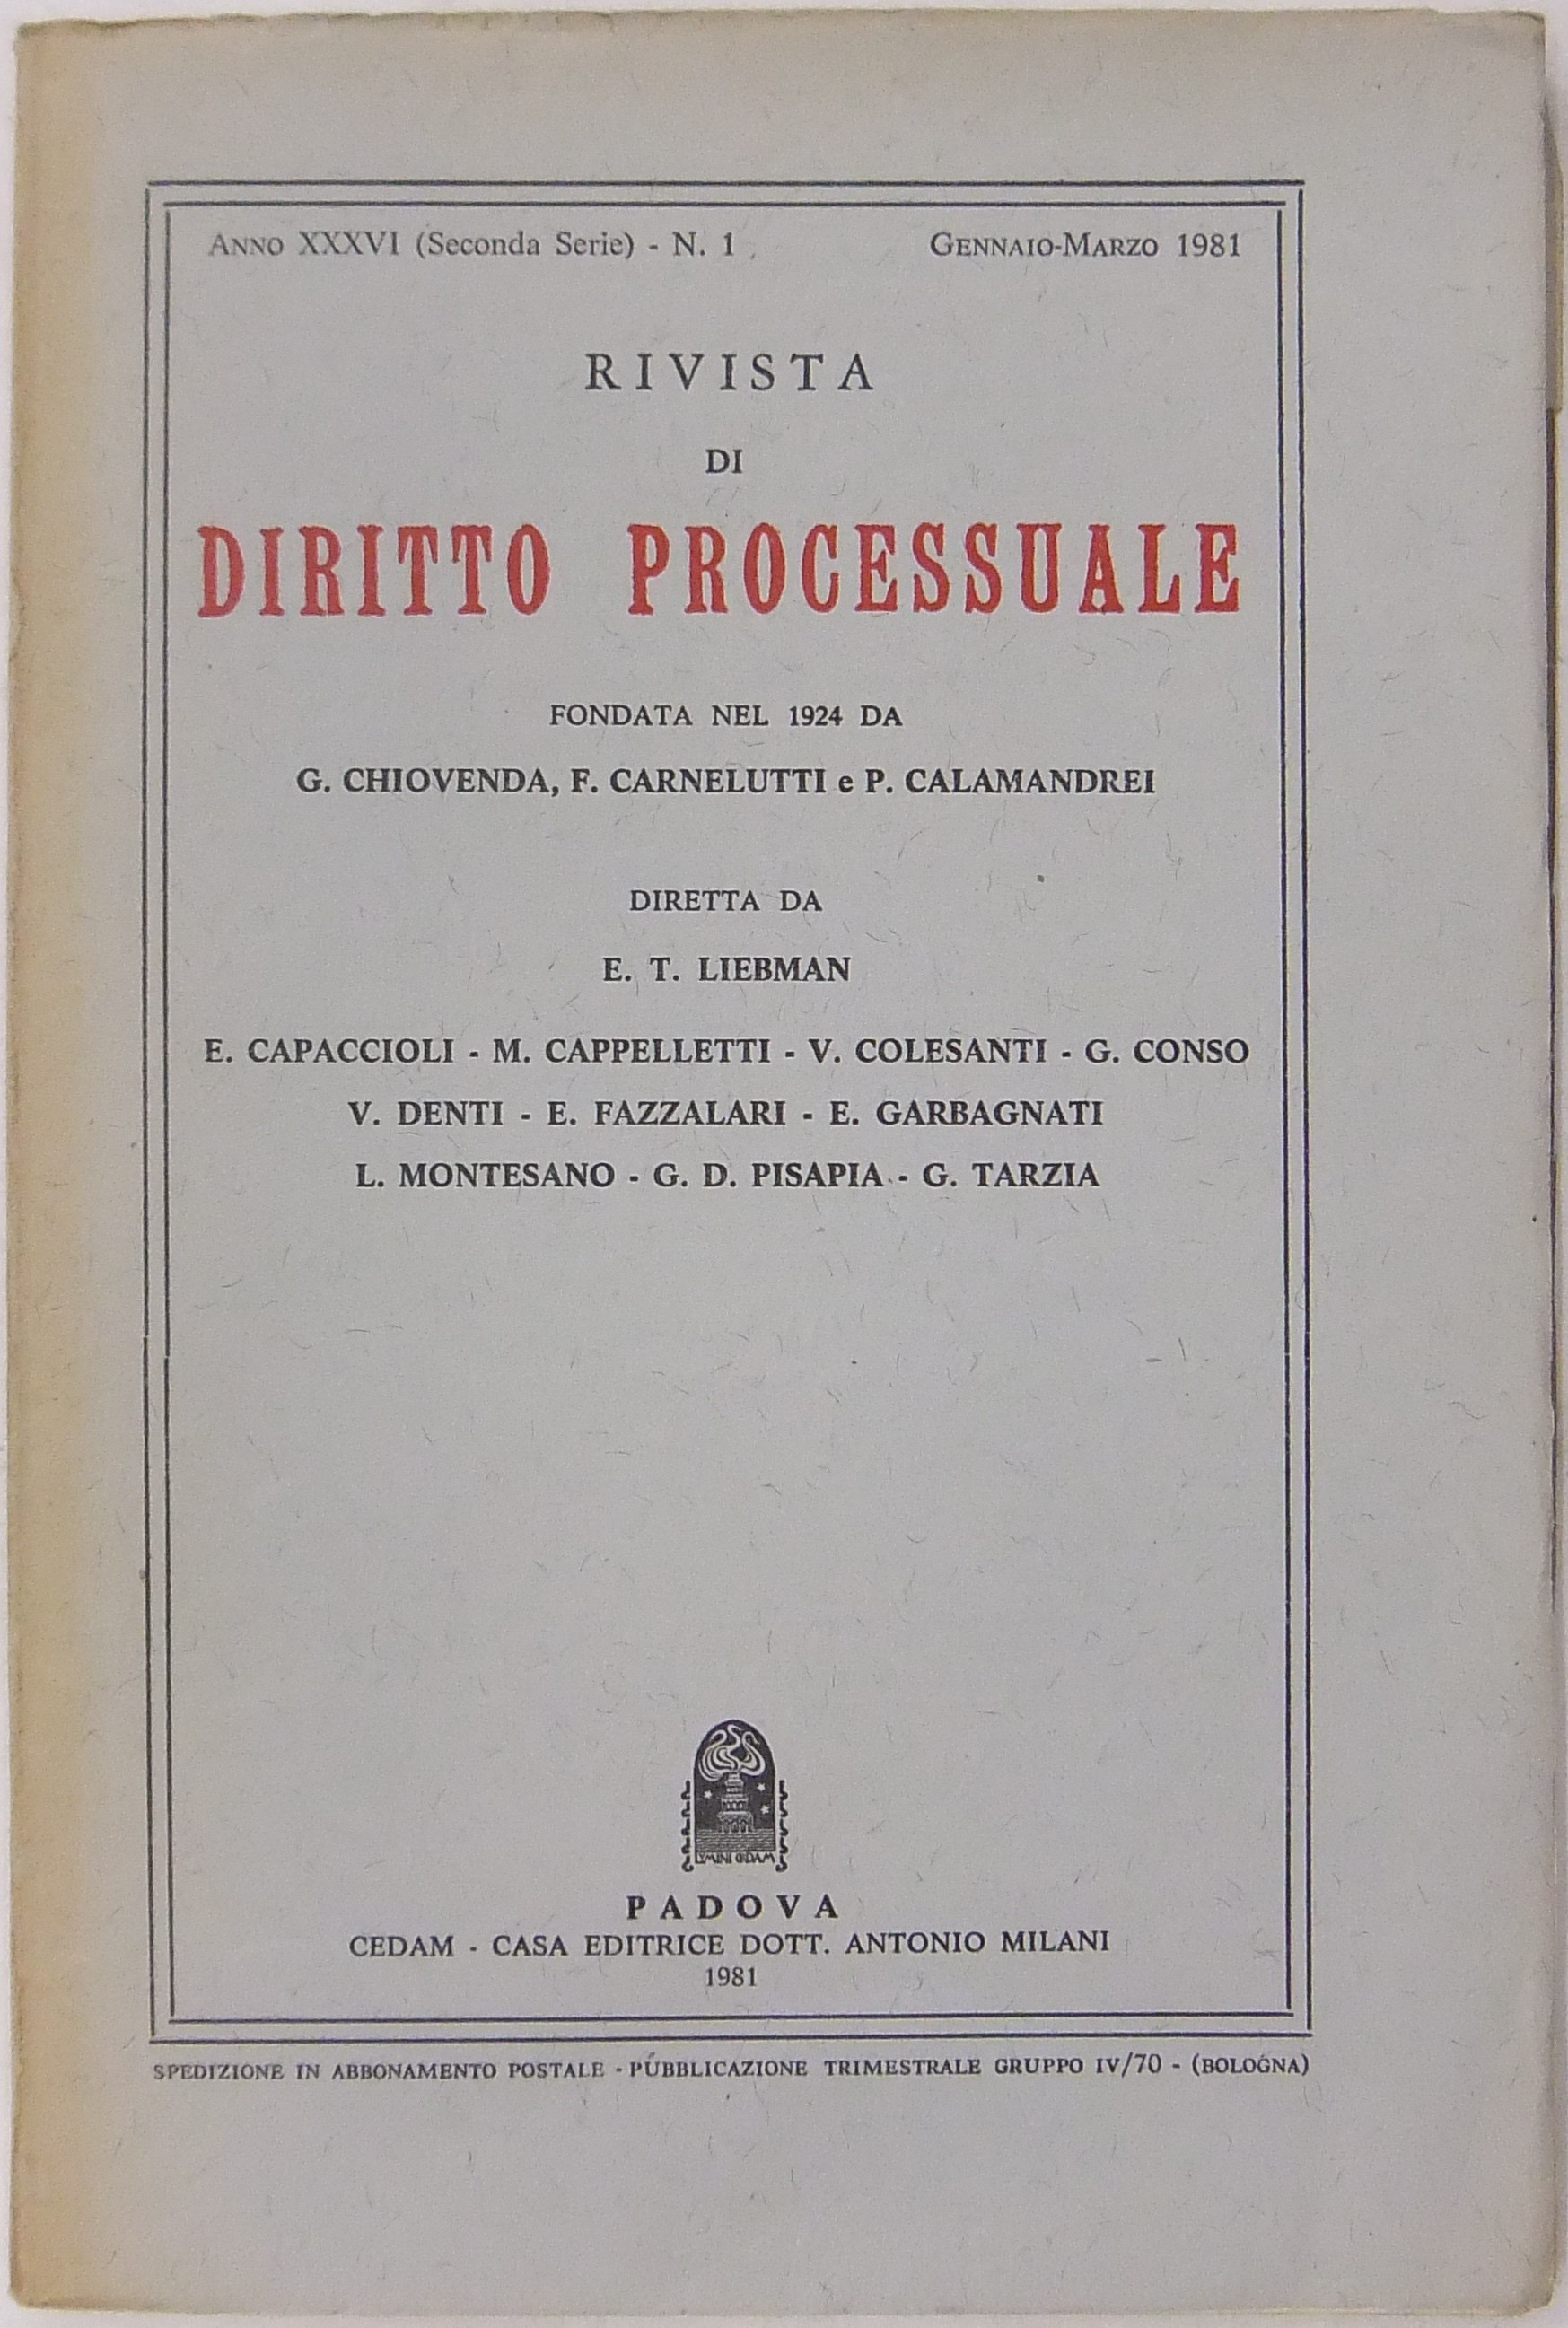 ANNO XXXVI (Seconda Serie) - N. 1 GENNAIO-MARZO 1981
RIVISTA
DI
DIRITTO PROCESSUALE
FONDATA NEL 1924 DA
G. CHIOVENDA, F. CARNELUTTI e P. CALAMANDREI
DIRETTA DA
E. T. LIEBMAN
E. CAPACCIOLI - M. CAPPELLETTI - V. COLESANTI - G. CONSO
V. DENTI - E. FAZZALARI - E. GARBAGNATI
L. MONTESANO - G. D. PISAPIA - G. TARZIA
PADOVA
CEDAM - CASA EDITRICE DOTT. ANTONIO MILANI
1981
SPEDIZIONE IN ABBONAMENTO POSTALE - PUBBLICAZIONE TRIMESTRALE GRUPPO IV/70 - (BOLOGNA)